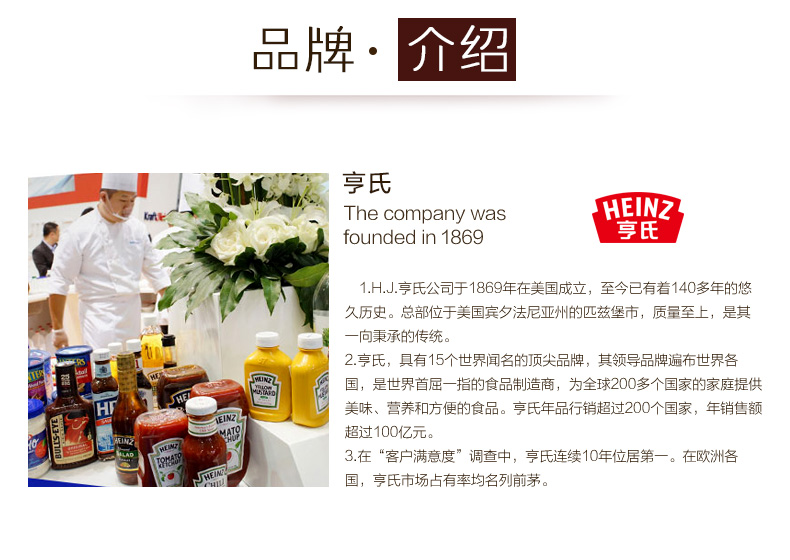 品牌·介绍
亨氏
The company was
founded in 1869
HEINZ
亨氏
1.H.J.亨氏公司于1869年在美国成立，至今已有着140多年的悠
久历史。总部位于美国宾夕法尼亚州的匹兹堡市，质量至上，是其
一向秉承的传统。
2.亨氏，具有15个世界闻名的顶尖品牌，其领导品牌遍布世界各
国，是世界首屈一指的食品制造商，为全球200多个国家的家庭提供
美味、营养和方便的食品。亨氏年品行销超过200个国家，年销售额
超过100亿元。
3.在“客户满意度”调查中，亨氏连续10年位居第一。在欧洲各
国，亨氏市场占有率均名列前茅。
Kraft
HEINZ
YELLOW
MUSTARD
HEINZ
TOMATO
KETCHUP
HEINZ
CHILI
HEINZ
SALAD
BULL'S-EYE
HP